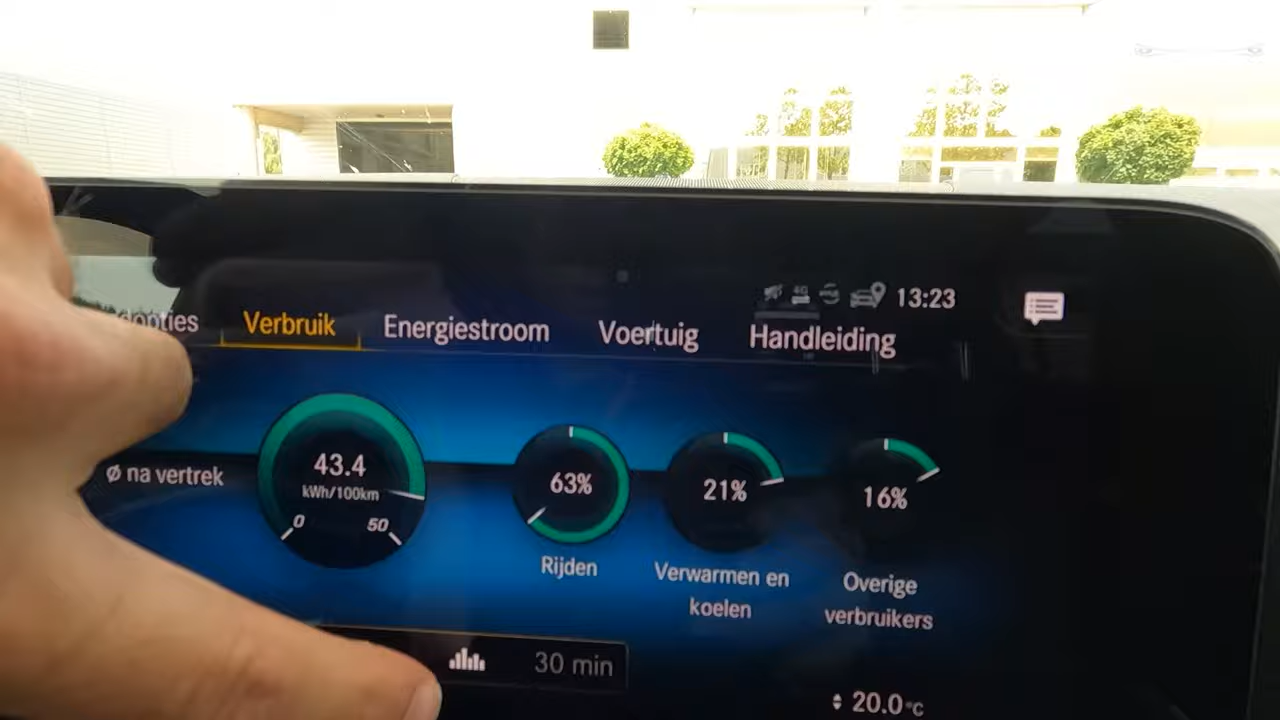 4G
13:23
Verbruik
Energiestroom
Voertuig
Handleiding
Ø na vertrek
43.4
kWh/100km
0
50
63%
Rijden
21%
Verwarmen en
koelen
16%
Overige
verbruikers
30 min
20.0°C